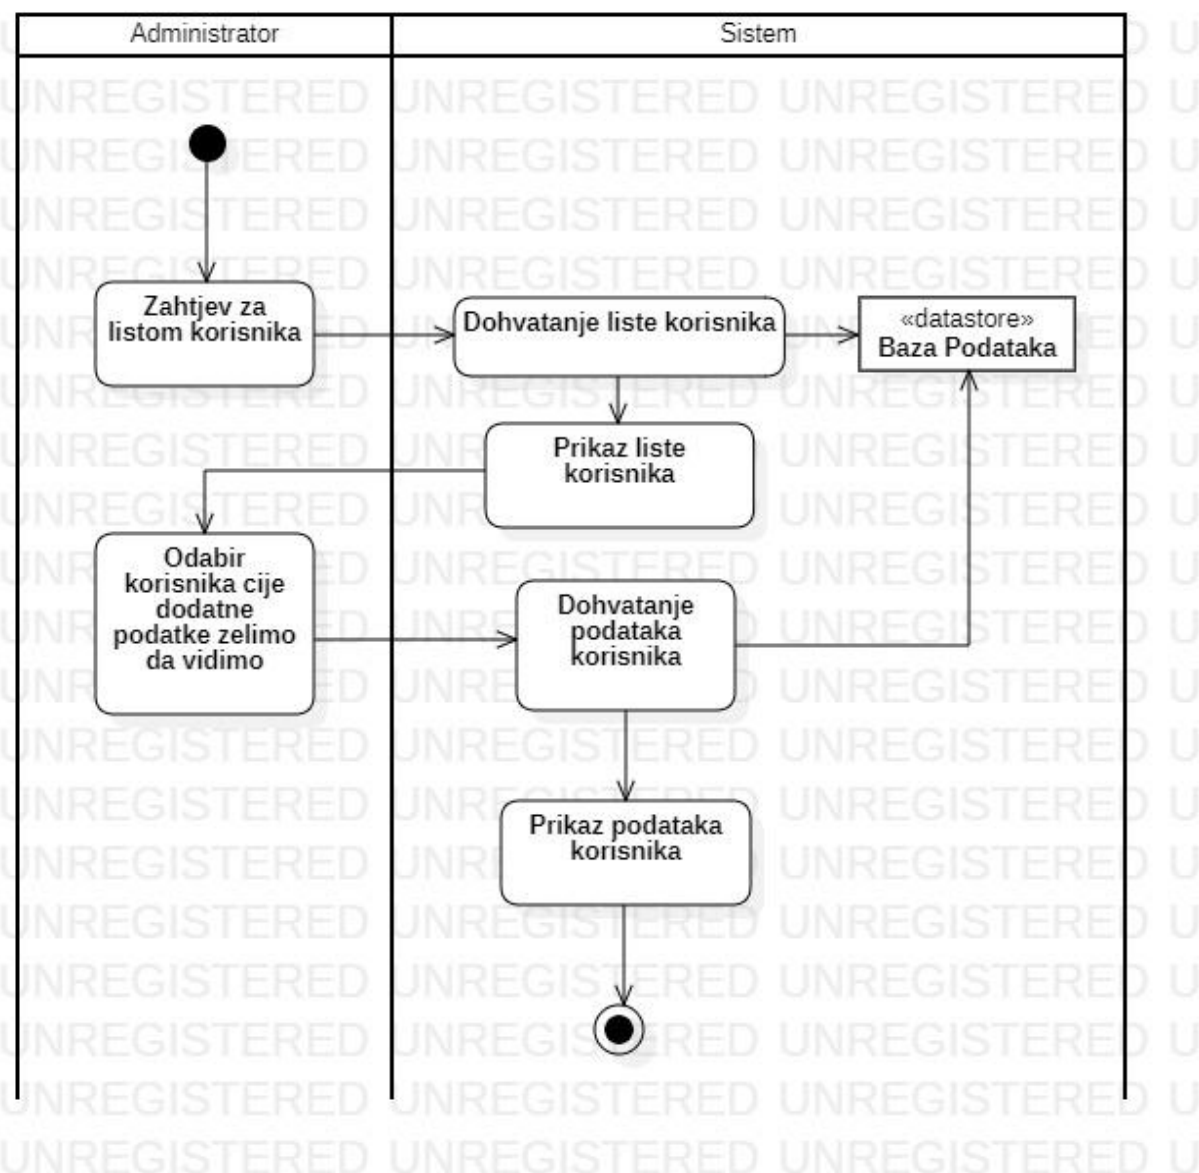 Administrator
Sistem
Zahtjev za
listom korisnika
Dohvatanje liste korisnika
«datastore»
Baza Podataka
Prikaz liste
korisnika
Odabir
korisnika cije
dodatne
podatke zelimo
da vidimo
Dohvatanje
podataka
korisnika
Prikaz podataka
korisnika
UNREGISTERED